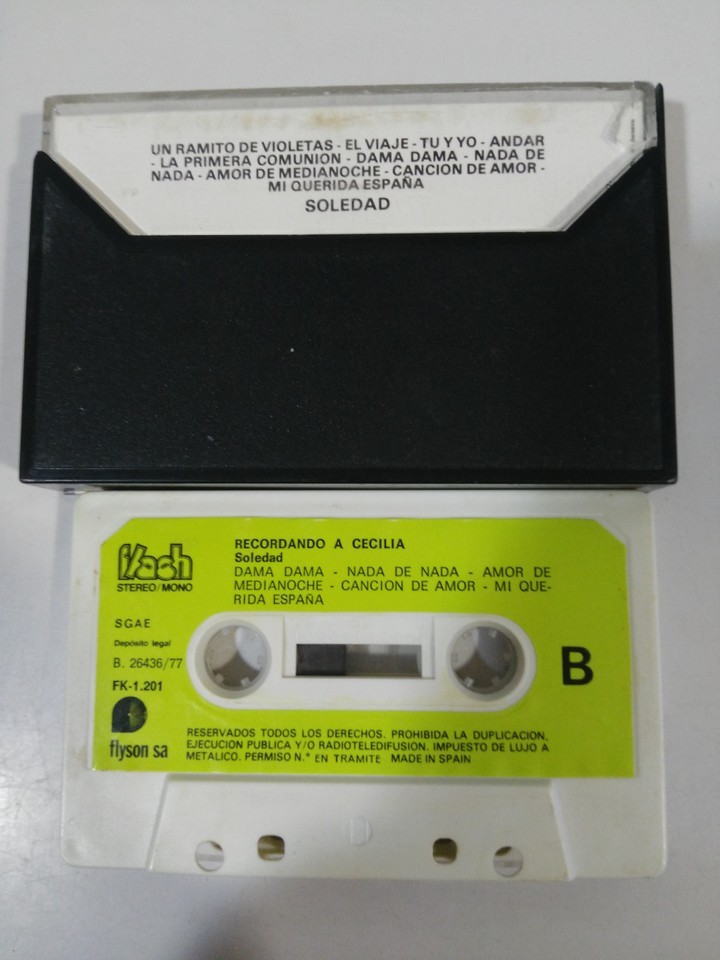 UN RAMITO DE VIOLETAS - EL VIAJE - TU Y YO - ANDAR
- LA PRIMERA COMUNION - DAMA DAMA - NADA DE
NADA - AMOR DE MEDIANOCHE - CANCION DE AMOR -
MI QUERIDA ESPAÑA
SOLEDAD
flash
STEREO/MONO
RECORDANDO A CECILIA
Soledad
DAMA DAMA - NADA DE NADA - AMOR DE
MEDIANOCHE - CANCION DE AMOR - MI QUE-
RIDA ESPAÑA
SGAE
Depósito legal
B. 26436/77
FK-1.201
B
flyson sa
RESERVADOS TODOS LOS DERECHOS. PROHIBIDA LA DUPLICACION,
EJECUCION PUBLICA Y/O RADIOTELEDIFUSION. IMPUESTO DE LUJO A
METALICO. PERMISO N.° EN TRAMITE MADE IN SPAIN